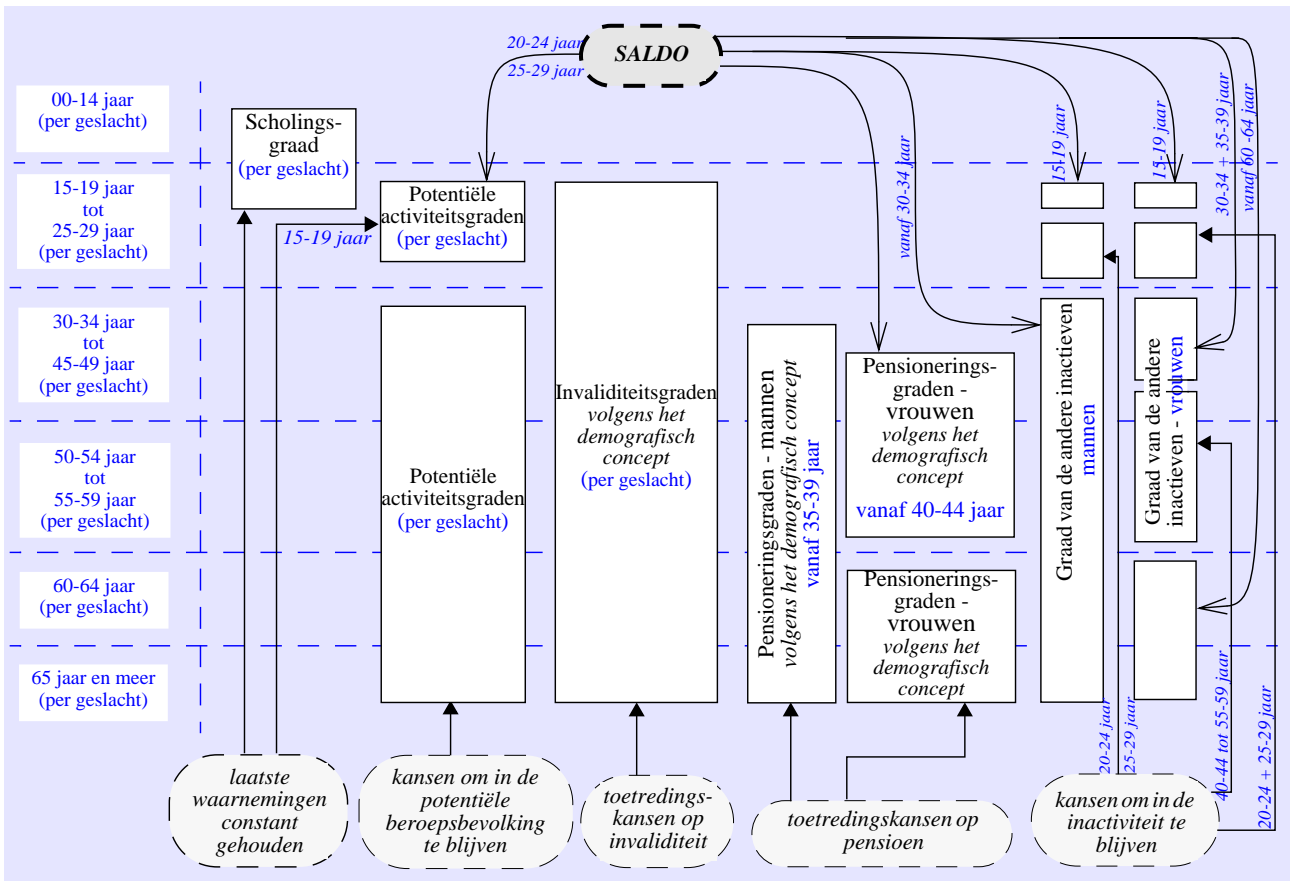 20-24 jaar
25-29 jaar
SALDO
00-14 jaar
(per geslacht)
15-19 jaar
tot
25-29 jaar
(per geslacht)
30-34 jaar
tot
45-49 jaar
(per geslacht)
50-54 jaar
tot
55-59 jaar
(per geslacht)
60-64 jaar
(per geslacht)
65 jaar en meer
(per geslacht)
Scholings-
graad
(per geslacht)
15-19 jaar
Potentiële
activiteitsgraden
(per geslacht)
Potentiële
activiteitsgraden
(per geslacht)
Invaliditeitsgraden
volgens het
demografisch
concept
(per geslacht)
Pensioneringsgraden - mannen
volgens het demografisch concept
vanaf 35-39 jaar
Pensionerings-
graden -
vrouwen
volgens het
demografisch
concept
vanaf 40-44 jaar
Pensionerings-
graden -
vrouwen
volgens het
demografisch
concept
vanaf 30-34 jaar
15-19 jaar
15-19 jaar
30-34 + 35-39 jaar
vanaf 60 -64 jaar
Graad van de andere inactieven
mannen
Graad van de andere
inactieven - vrouwen
20-24 jaar
25-29 jaar
40-44 tot 55-59 jaar
20-24 + 25-29 jaar
laatste
waarnemingen
constant
gehouden
kansen om in de
potentiële
beroepsbevolking
te blijven
toetredings-
kansen op
invaliditeit
toetredingskansen op
pensioen
kansen om in de
inactiviteit te
blijven